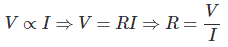 V ∝ I ⇒ V = RI ⇒ R = V/I